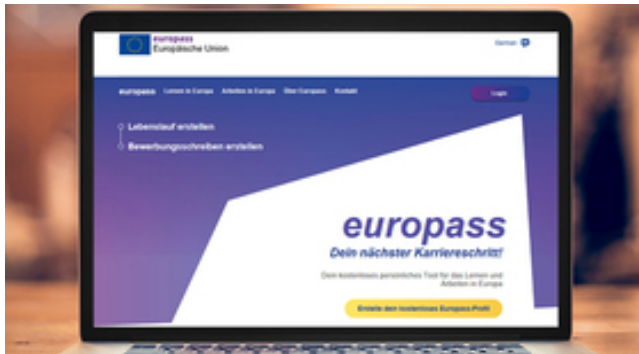 europass
Europäische Union
German
europass Lernen in Europa Arbeiten in Europa Über Europass Kontakt
Login
Lebenslauf erstellen
Bewerbungsschreiben erstellen
europass
Dein nächster Karriereschritt!
Dein kostenloses persönliches Tool für das Lernen und
Arbeiten in Europa
Erstelle dein kostenloses Europass-Profil